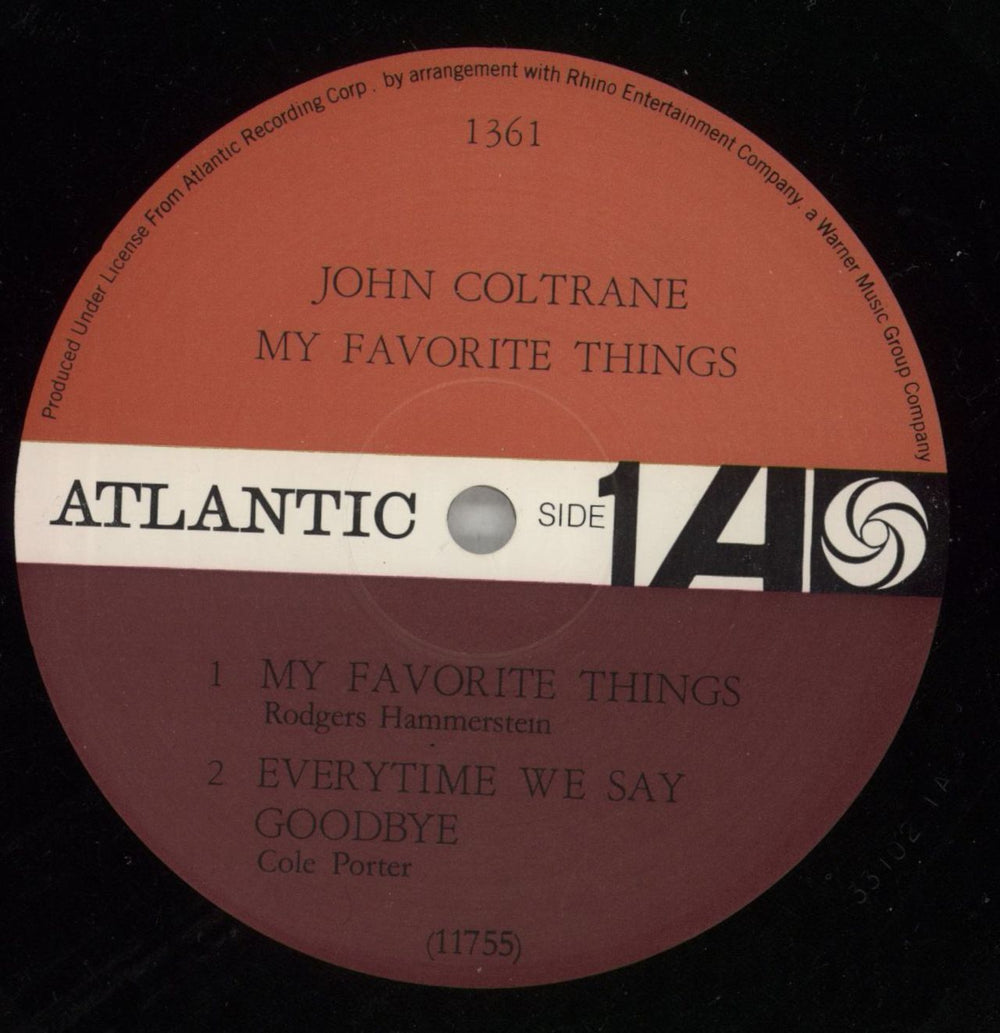 Produced Under License From Atlantic Recording Corp. by arrangement with Rhino Entertainment Company. a Warner Music Group Company
1361
JOHN COLTRANE
MY FAVORITE THINGS
ATLANTIC SIDE 1 A
1 MY FAVORITE THINGS
Rodgers Hammerstein
2 EVERYTIME WE SAY
GOODBYE
Cole Porter
(11755)
33102 1A